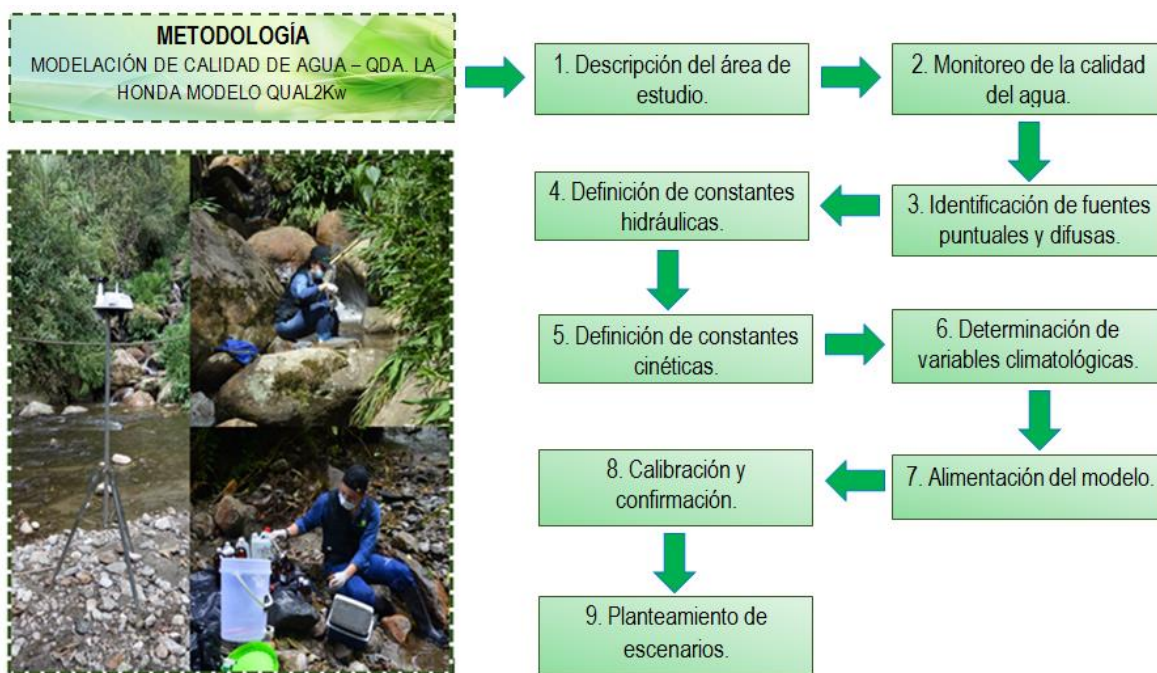 METODOLOGÍA
MODELACIÓN DE CALIDAD DE AGUA – QDA. LA
HONDA MODELO QUAL2Kw
1. Descripción del área de
estudio.
2. Monitoreo de la calidad
del agua.
3. Identificación de fuentes
puntuales y difusas.
4. Definición de constantes
hidráulicas.
5. Definición de constantes
cinéticas.
6. Determinación de
variables climatológicas.
7. Alimentación del modelo.
8. Calibración y
confirmación.
9. Planteamiento de
escenarios.